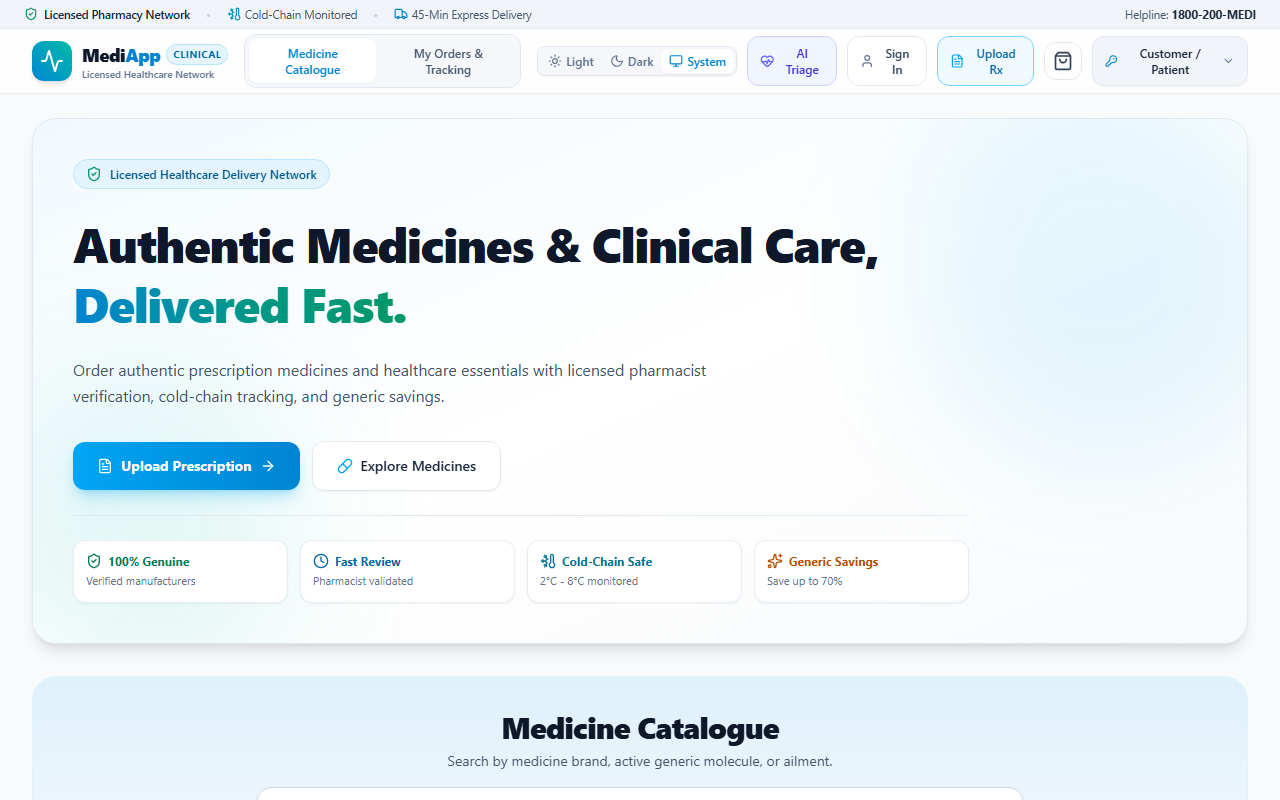 Licensed Pharmacy Network • Cold-Chain Monitored • 45-Min Express Delivery
Helpline: 1800-200-MEDI
MediApp CLINICAL
Licensed Healthcare Network
Medicine
Catalogue
My Orders &
Tracking
Light Dark System
AI
Triage
Sign
In
Upload
Rx
Customer /
Patient
Licensed Healthcare Delivery Network
Authentic Medicines & Clinical Care,
Delivered Fast.
Order authentic prescription medicines and healthcare essentials with licensed pharmacist
verification, cold-chain tracking, and generic savings.
Upload Prescription
Explore Medicines
100% Genuine
Verified manufacturers
Fast Review
Pharmacist validated
Cold-Chain Safe
2°C - 8°C monitored
Generic Savings
Save up to 70%
Medicine Catalogue
Search by medicine brand, active generic molecule, or ailment.